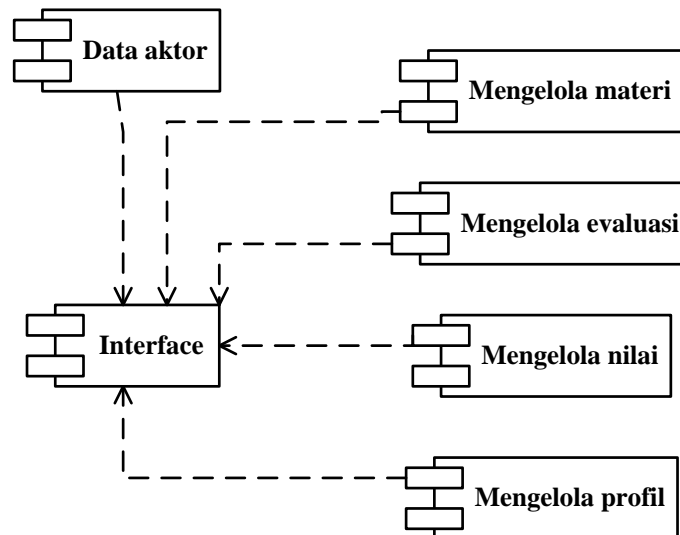 Data aktor
Mengelola materi
Mengelola evaluasi
Interface
Mengelola nilai
Mengelola profil